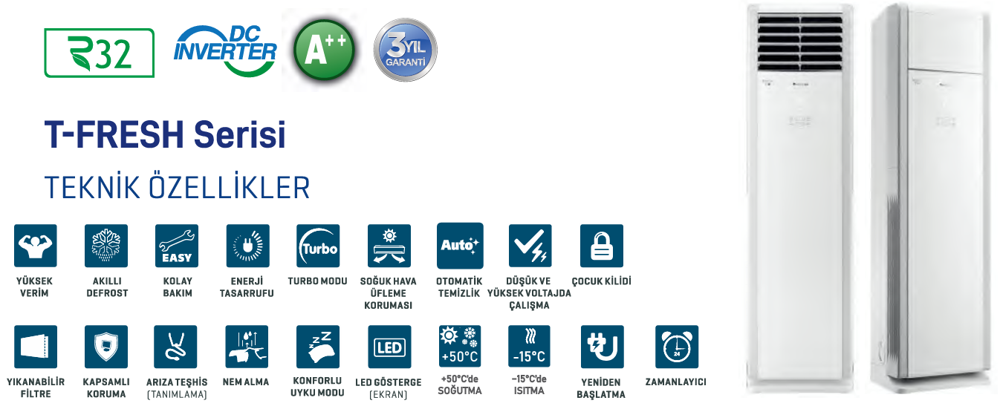 R32
DC
INVERTER
A++
3 YIL
GARANTİ
T-FRESH Serisi
TEKNİK ÖZELLİKLER
EASY
Turbo
Auto
YÜKSEK
VERİM
AKILLI
DEFROST
KOLAY
BAKIM
ENERJİ
TASARRUFU
TURBO MODU
SOĞUK HAVA
ÜFLEME
KORUMASI
OTOMATİK
TEMİZLİK
DÜŞÜK VE
YÜKSEK VOLTAJDA
ÇALIŞMA
ÇOCUK KİLİDİ
zZZ
LED
+50°C
-15°C
24
YIKANABİLİR
FİLTRE
KAPSAMLI
KORUMA
ARIZA TEŞHİS
(TANIMLAMA)
NEM ALMA
KONFORLU
UYKU MODU
LED GÖSTERGE
(EKRAN)
+50°C'de
SOĞUTMA
-15°C'de
ISITMA
YENİDEN
BAŞLATMA
ZAMANLAYICI